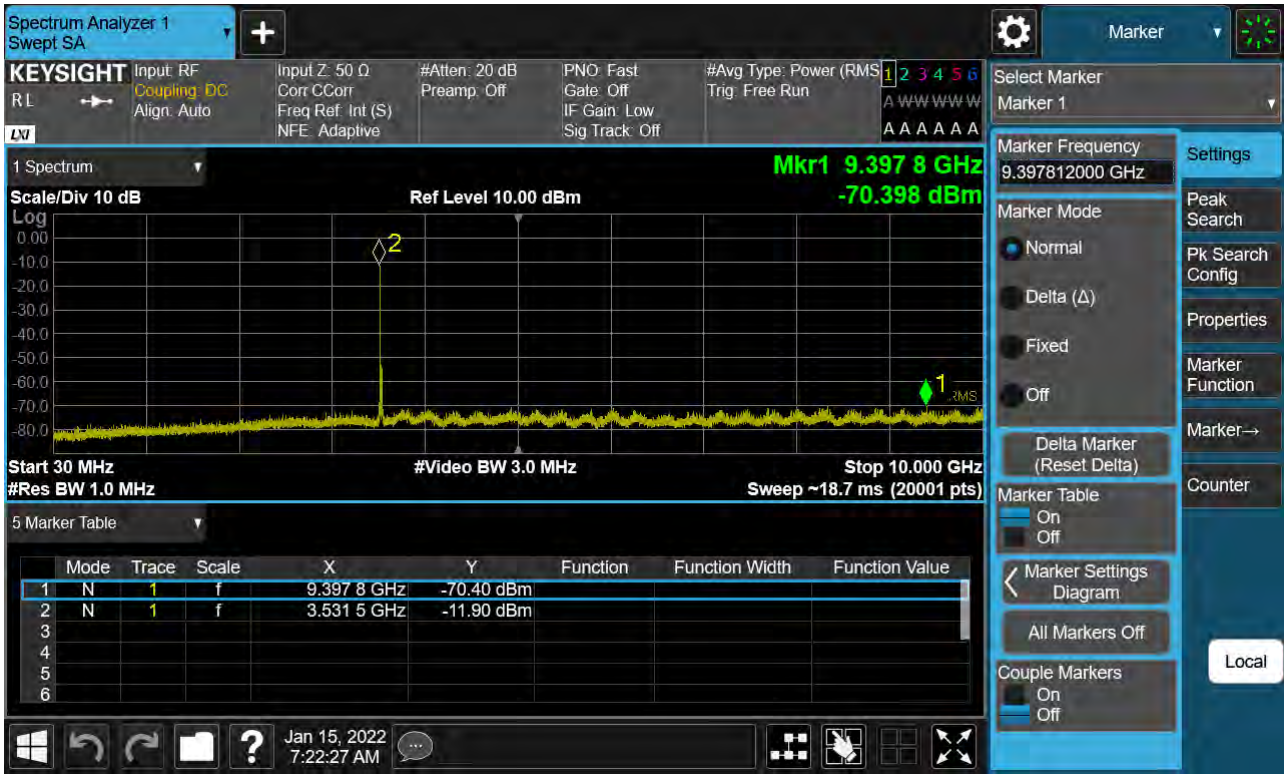 Spectrum Analyzer 1
Swept SA
+
Marker
KEYSIGHT
RL
LXI
Input: RF
Coupling: DC
Align: Auto
Input Z: 50 Ω
Corr CCorr
Freq Ref: Int (S)
NFE: Adaptive
#Atten: 20 dB
Preamp: Off
PNO: Fast
Gate: Off
IF Gain: Low
Sig Track: Off
#Avg Type: Power (RMS
Trig: Free Run
1 2 3 4 5 6
A W W W W W
A A A A A A
Select Marker
Marker 1
1 Spectrum
Mkr1 9.397 8 GHz
-70.398 dBm
Scale/Div 10 dB
Ref Level 10.00 dBm
Log
0.00
-10.0
-20.0
-30.0
-40.0
-50.0
-60.0
-70.0
-80.0
2
1
RMS
Start 30 MHz
#Video BW 3.0 MHz
Stop 10.000 GHz
#Res BW 1.0 MHz
Sweep ~18.7 ms (20001 pts)
5 Marker Table
Mode Trace Scale X Y Function Function Width Function Value
1 N 1 f 9.397 8 GHz -70.40 dBm
2 N 1 f 3.531 5 GHz -11.90 dBm
3
4
5
6
Marker Frequency
9.397812000 GHz
Marker Mode
Normal
Delta (Δ)
Fixed
Off
Delta Marker
(Reset Delta)
Marker Table
On
Off
Marker Settings
Diagram
All Markers Off
Couple Markers
On
Off
Settings
Peak
Search
Pk Search
Config
Properties
Marker
Function
Marker→
Counter
Local
?
Jan 15, 2022
7:22:27 AM